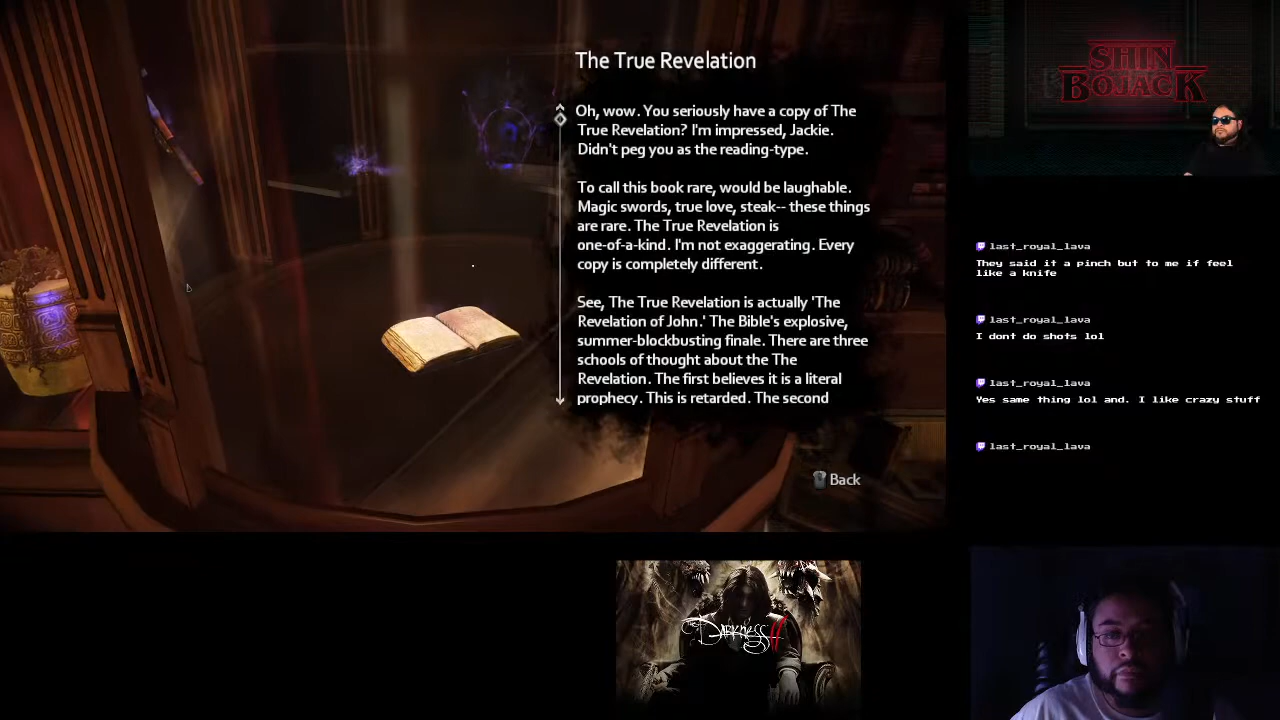 The True Revelation
Oh, wow. You seriously have a copy of The
True Revelation? I'm impressed, Jackie.
Didn't peg you as the reading-type.
To call this book rare, would be laughable.
Magic swords, true love, steak-- these things
are rare. The True Revelation is
one-of-a-kind. I'm not exaggerating. Every
copy is completely different.
See, The True Revelation is actually 'The
Revelation of John.' The Bible's explosive,
summer-blockbusting finale. There are three
schools of thought about the The
Revelation. The first believes it is a literal
prophecy. This is retarded. The second
Back
SHIN
BOJACK
last_royal_lava
They said it a pinch but to me if feel
like a knife
last_royal_lava
I dont do shots lol
last_royal_lava
Yes same thing lol and. I like crazy stuff
last_royal_lava
The Darkness II